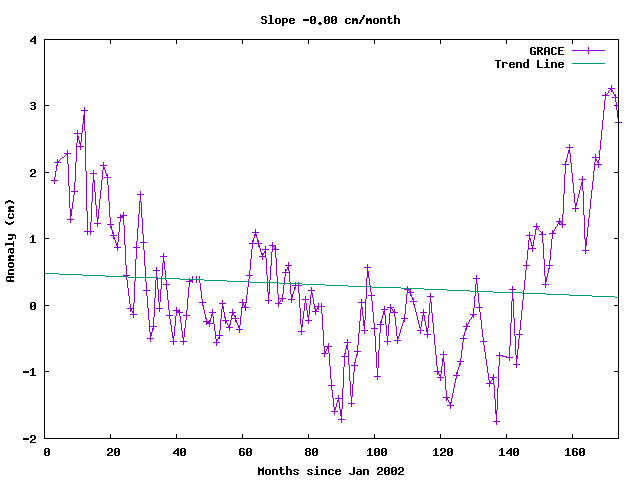 Slope -0.00 cm/month
GRACE
Trend Line
4
3
2
1
0
-1
-2
Anomaly (cm)
0 20 40 60 80 100 120 140 160
Months since Jan 2002